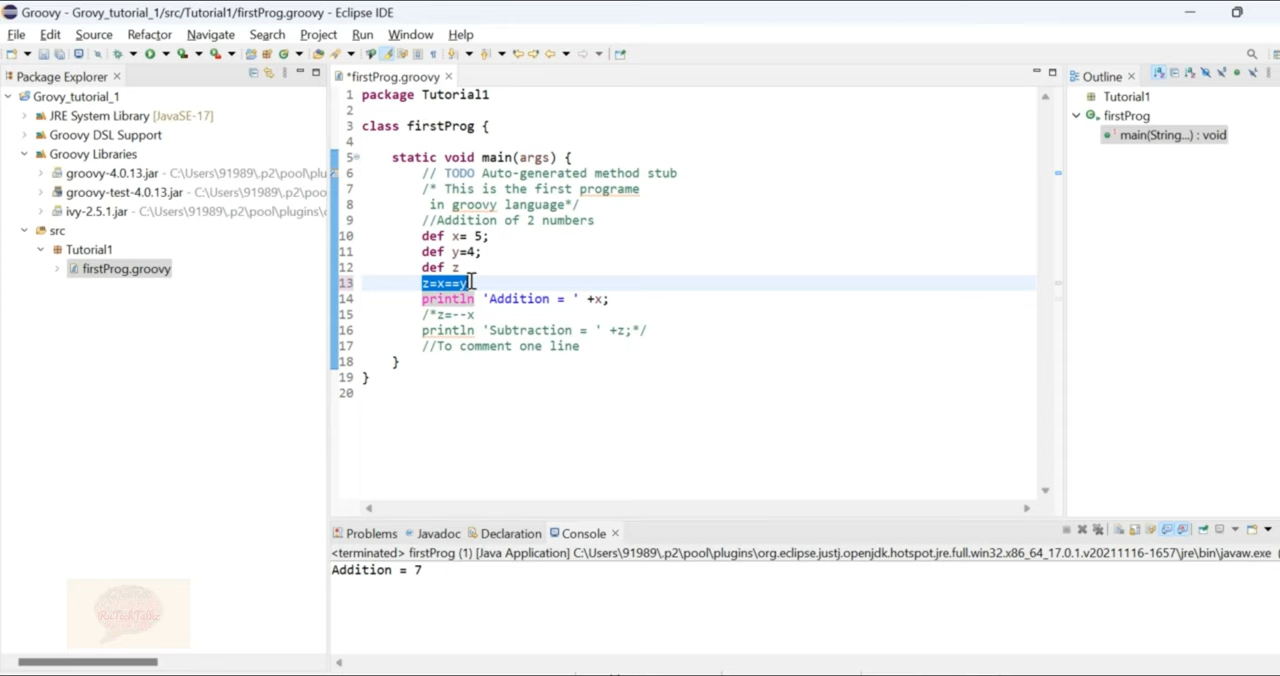 Groovy - Grovy_tutorial_1/src/Tutorial1/firstProg.groovy - Eclipse IDE
File Edit Source Refactor Navigate Search Project Run Window Help
Package Explorer
Grovy_tutorial_1
JRE System Library [JavaSE-17]
Groovy DSL Support
Groovy Libraries
groovy-4.0.13.jar - C:\Users\91989\.p2\pool\plu
groovy-test-4.0.13.jar - C:\Users\91989\.p2\poo
ivy-2.5.1.jar - C:\Users\91989\.p2\pool\plugins\
src
Tutorial1
firstProg.groovy
*firstProg.groovy
1 package Tutorial1
2
3 class firstProg {
4
5 static void main(args) {
6 // TODO Auto-generated method stub
7 /* This is the first programe
8 in groovy language*/
9 //Addition of 2 numbers
10 def x= 5;
11 def y=4;
12 def z
13 z=x==y
14 println 'Addition = ' +x;
15 /*z=--x
16 println 'Subtraction = ' +z;*/
17 //To comment one line
18 }
19 }
20
Outline
Tutorial1
firstProg
main(String...) : void
Problems Javadoc Declaration Console
<terminated> firstProg (1) [Java Application] C:\Users\91989\.p2\pool\plugins\org.eclipse.justj.openjdk.hotspot.jre.full.win32.x86_64_17.0.1.v20211116-1657\jre\bin\javaw.exe
Addition = 7